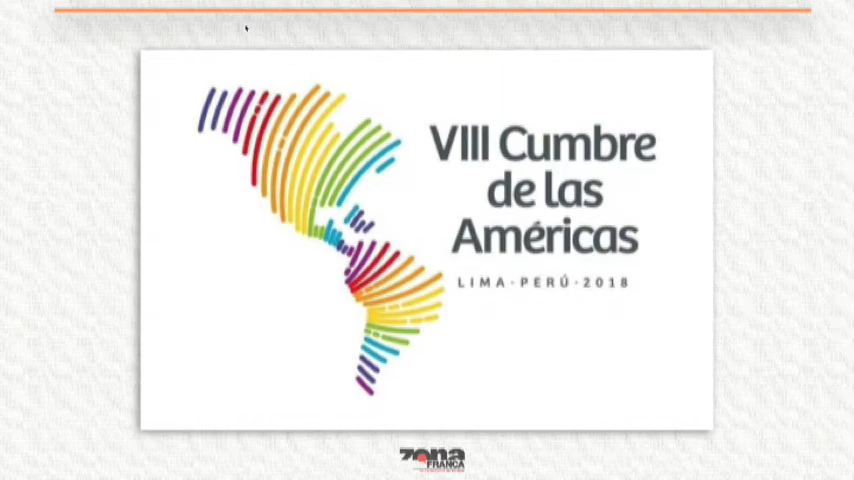 VIII Cumbre
de las
Américas
LIMA·PERÚ·2018
zona
FRANCA